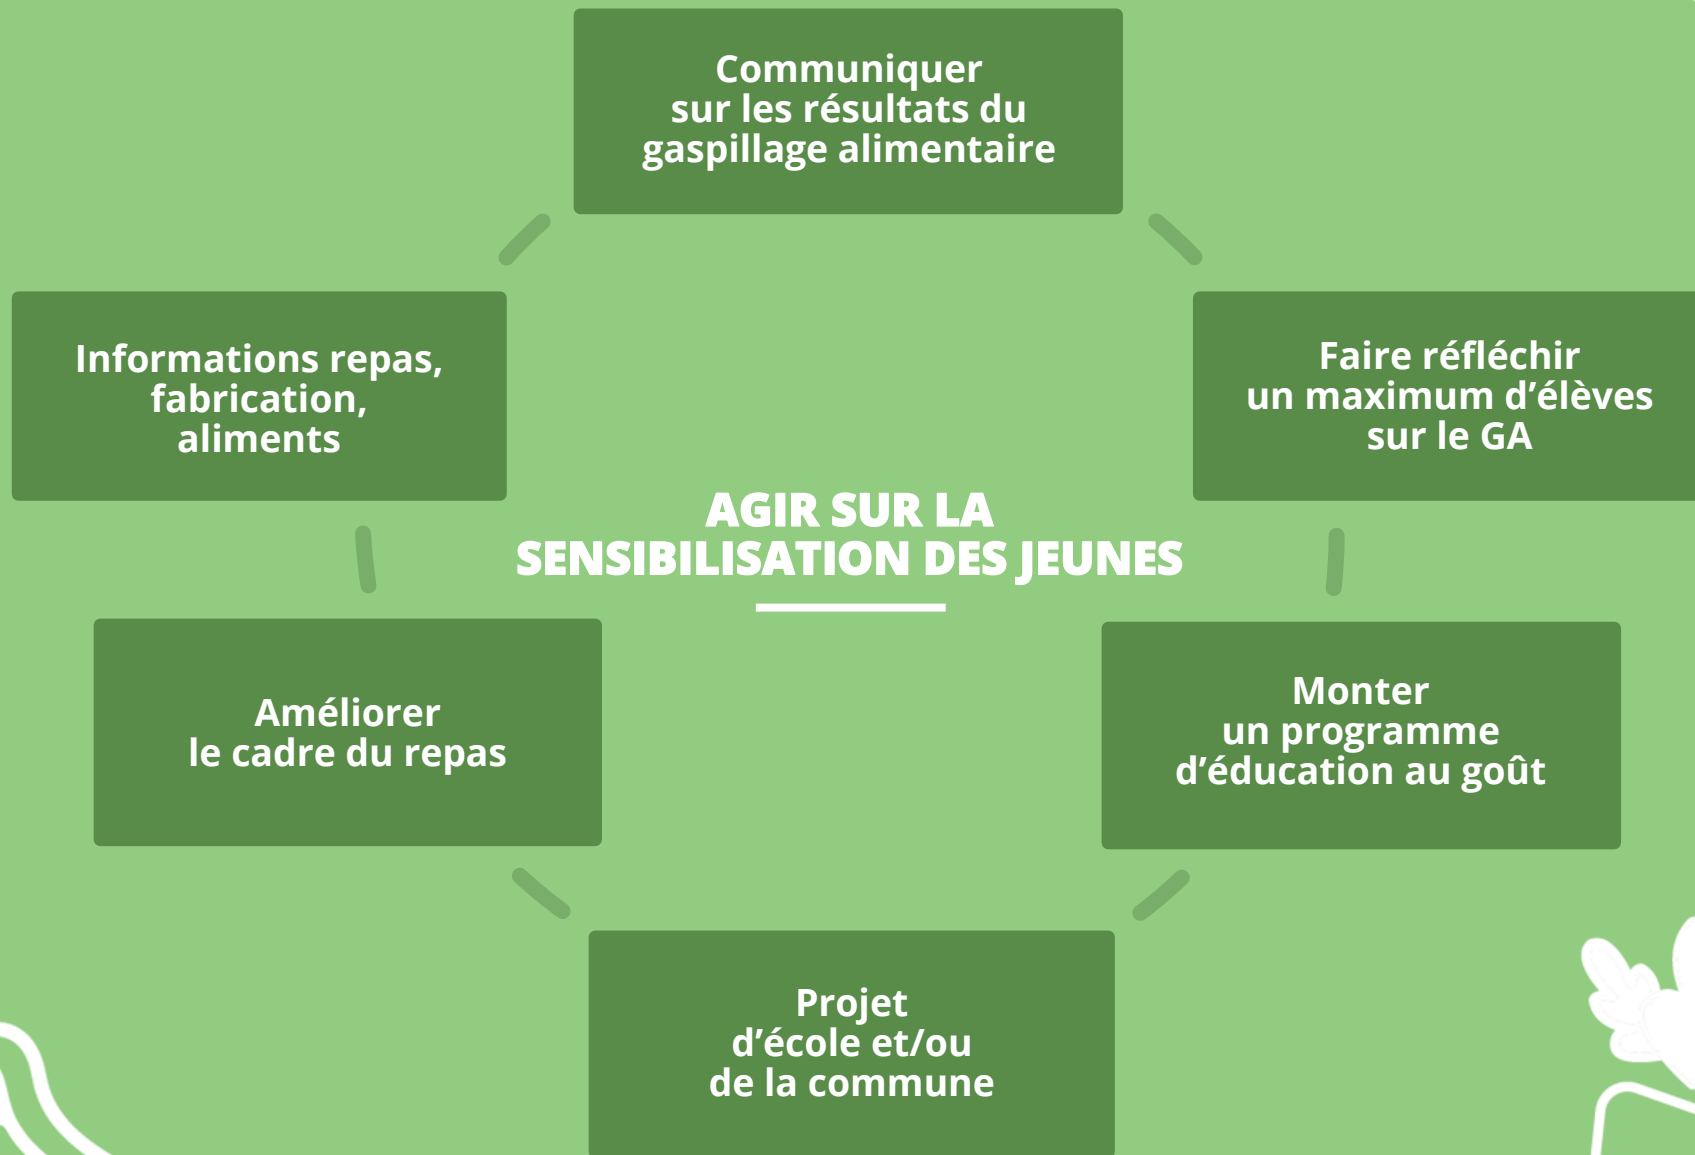 Communiquer
sur les résultats du
gaspillage alimentaire
Informations repas,
fabrication,
aliments
Faire réfléchir
un maximum d’élèves
sur le GA
AGIR SUR LA
SENSIBILISATION DES JEUNES
Améliorer
le cadre du repas
Monter
un programme
d’éducation au goût
Projet
d’école et/ou
de la commune